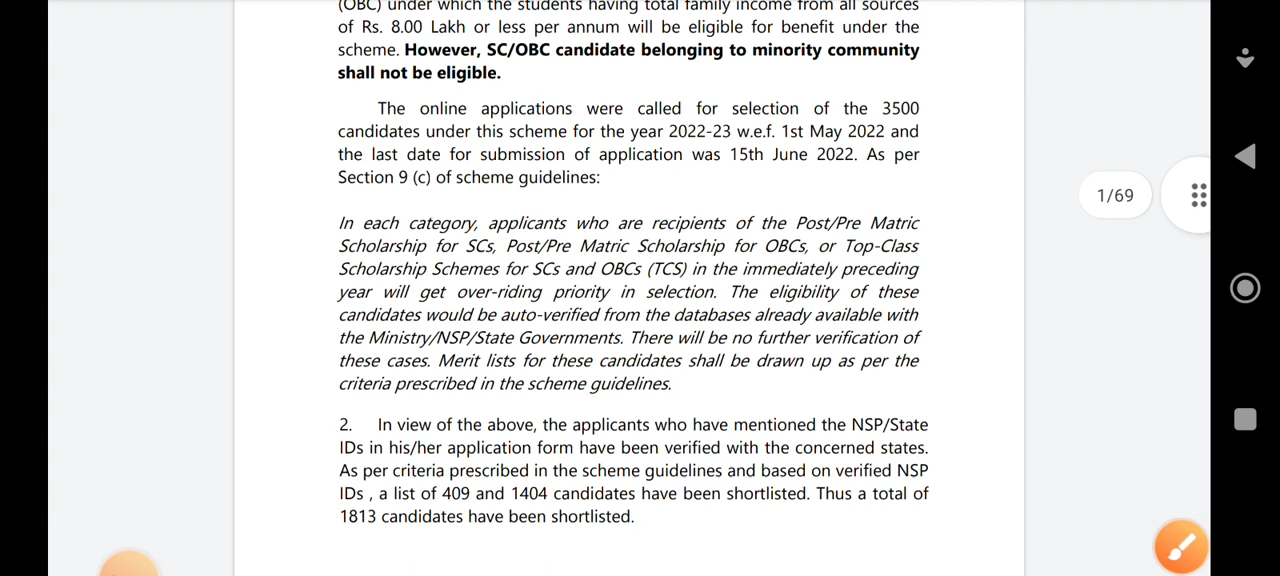 (OBC) under which the students having total family income from all sources
of Rs. 8.00 Lakh or less per annum will be eligible for benefit under the
scheme. However, SC/OBC candidate belonging to minority community
shall not be eligible.
The online applications were called for selection of the 3500
candidates under this scheme for the year 2022-23 w.e.f. 1st May 2022 and
the last date for submission of application was 15th June 2022. As per
Section 9 (c) of scheme guidelines:
In each category, applicants who are recipients of the Post/Pre Matric
Scholarship for SCs, Post/Pre Matric Scholarship for OBCs, or Top-Class
Scholarship Schemes for SCs and OBCs (TCS) in the immediately preceding
year will get over-riding priority in selection. The eligibility of these
candidates would be auto-verified from the databases already available with
the Ministry/NSP/State Governments. There will be no further verification of
these cases. Merit lists for these candidates shall be drawn up as per the
criteria prescribed in the scheme guidelines.
2. In view of the above, the applicants who have mentioned the NSP/State
IDs in his/her application form have been verified with the concerned states.
As per criteria prescribed in the scheme guidelines and based on verified NSP
IDs , a list of 409 and 1404 candidates have been shortlisted. Thus a total of
1813 candidates have been shortlisted.
1/69